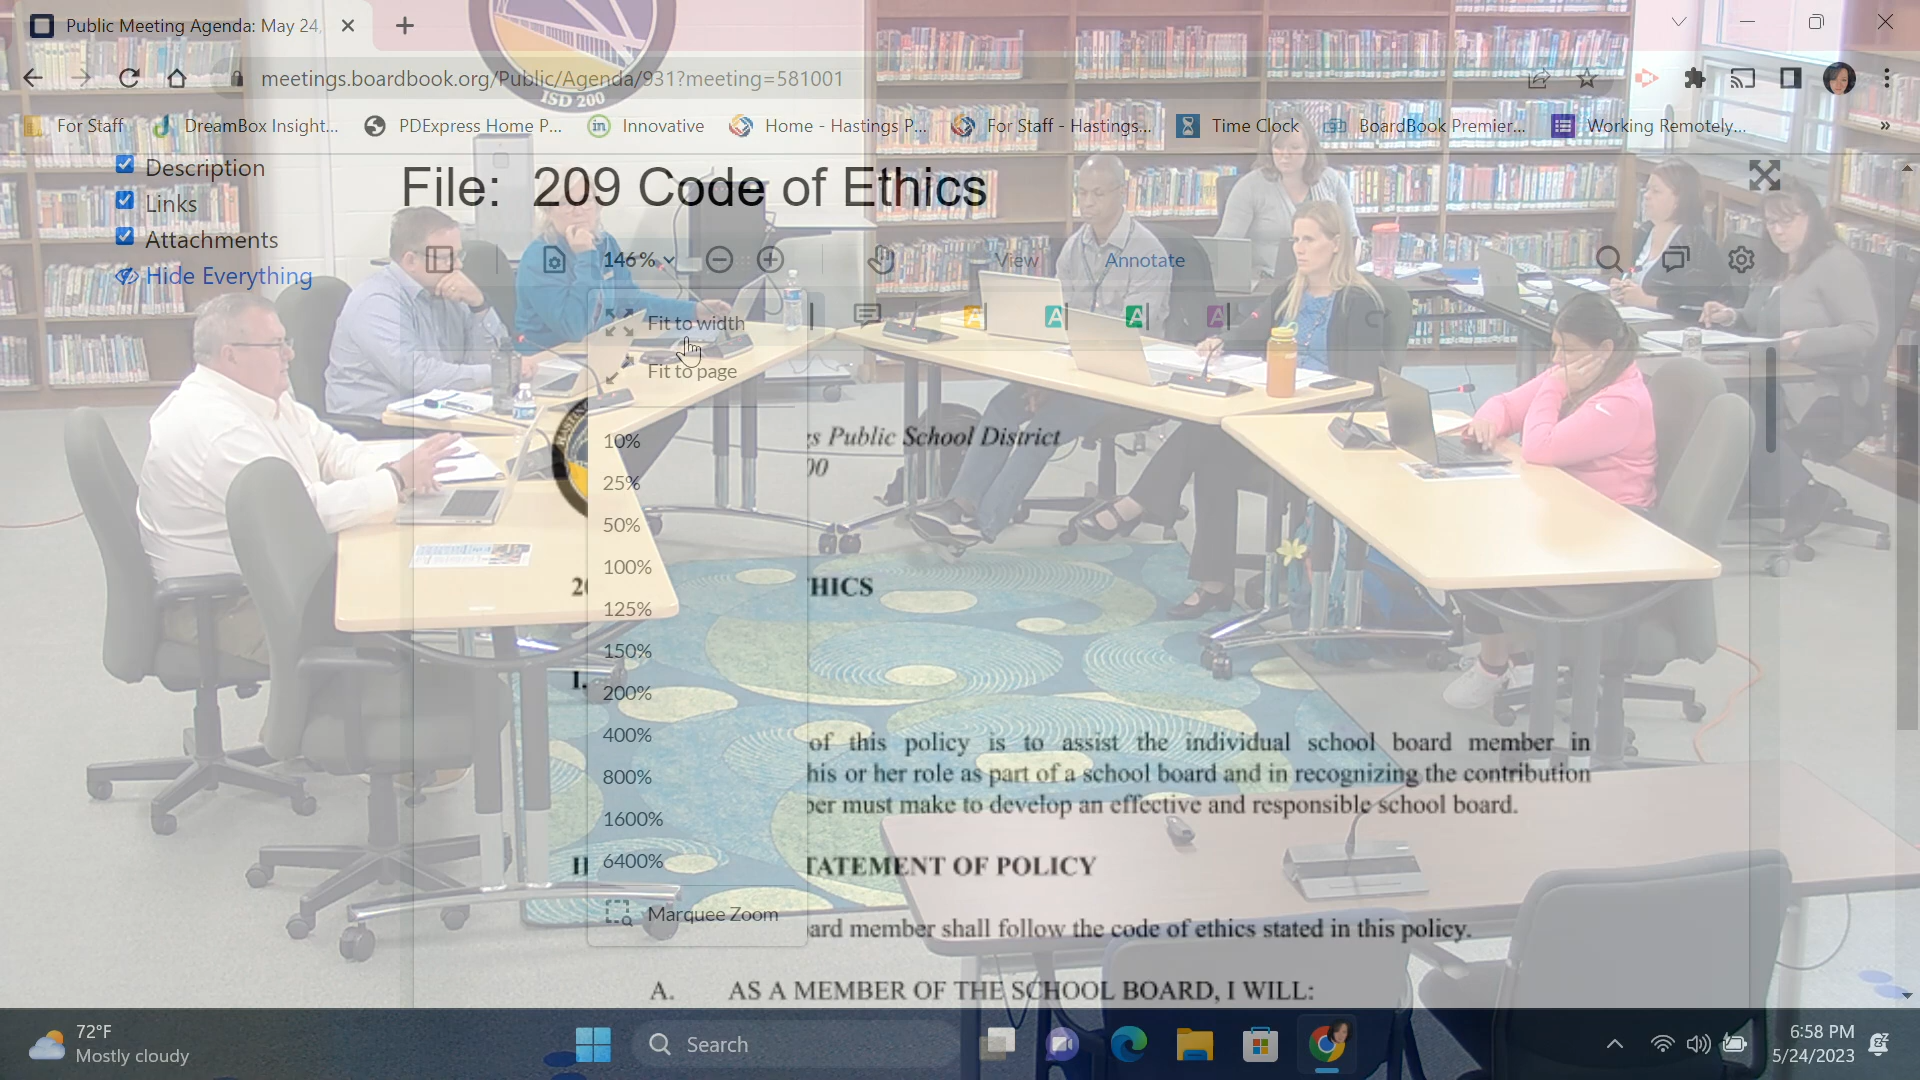 Public Meeting Agenda: May 24,
meetings.boardbook.org/Public/Agenda/931?meeting=581001
ISD 200
For Staff
DreamBox Insight...
PDExpress Home P...
Innovative
Home - Hastings P...
For Staff - Hastings...
Time Clock
BoardBook Premier...
Working Remotely...
»
Description
Links
Attachments
Hide Everything
File: 209 Code of Ethics
146%
View
Annotate
Fit to width
Fit to page
10%
25%
50%
100%
125%
150%
200%
400%
800%
1600%
6400%
Marquee Zoom
gs Public School District
00
20
THICS
I.
of this policy is to assist the individual school board member in
his or her role as part of a school board and in recognizing the contribution
ber must make to develop an effective and responsible school board.
II
TATEMENT OF POLICY
ard member shall follow the code of ethics stated in this policy.
A. AS A MEMBER OF THE SCHOOL BOARD, I WILL:
72°F
Mostly cloudy
Search
6:58 PM
5/24/2023